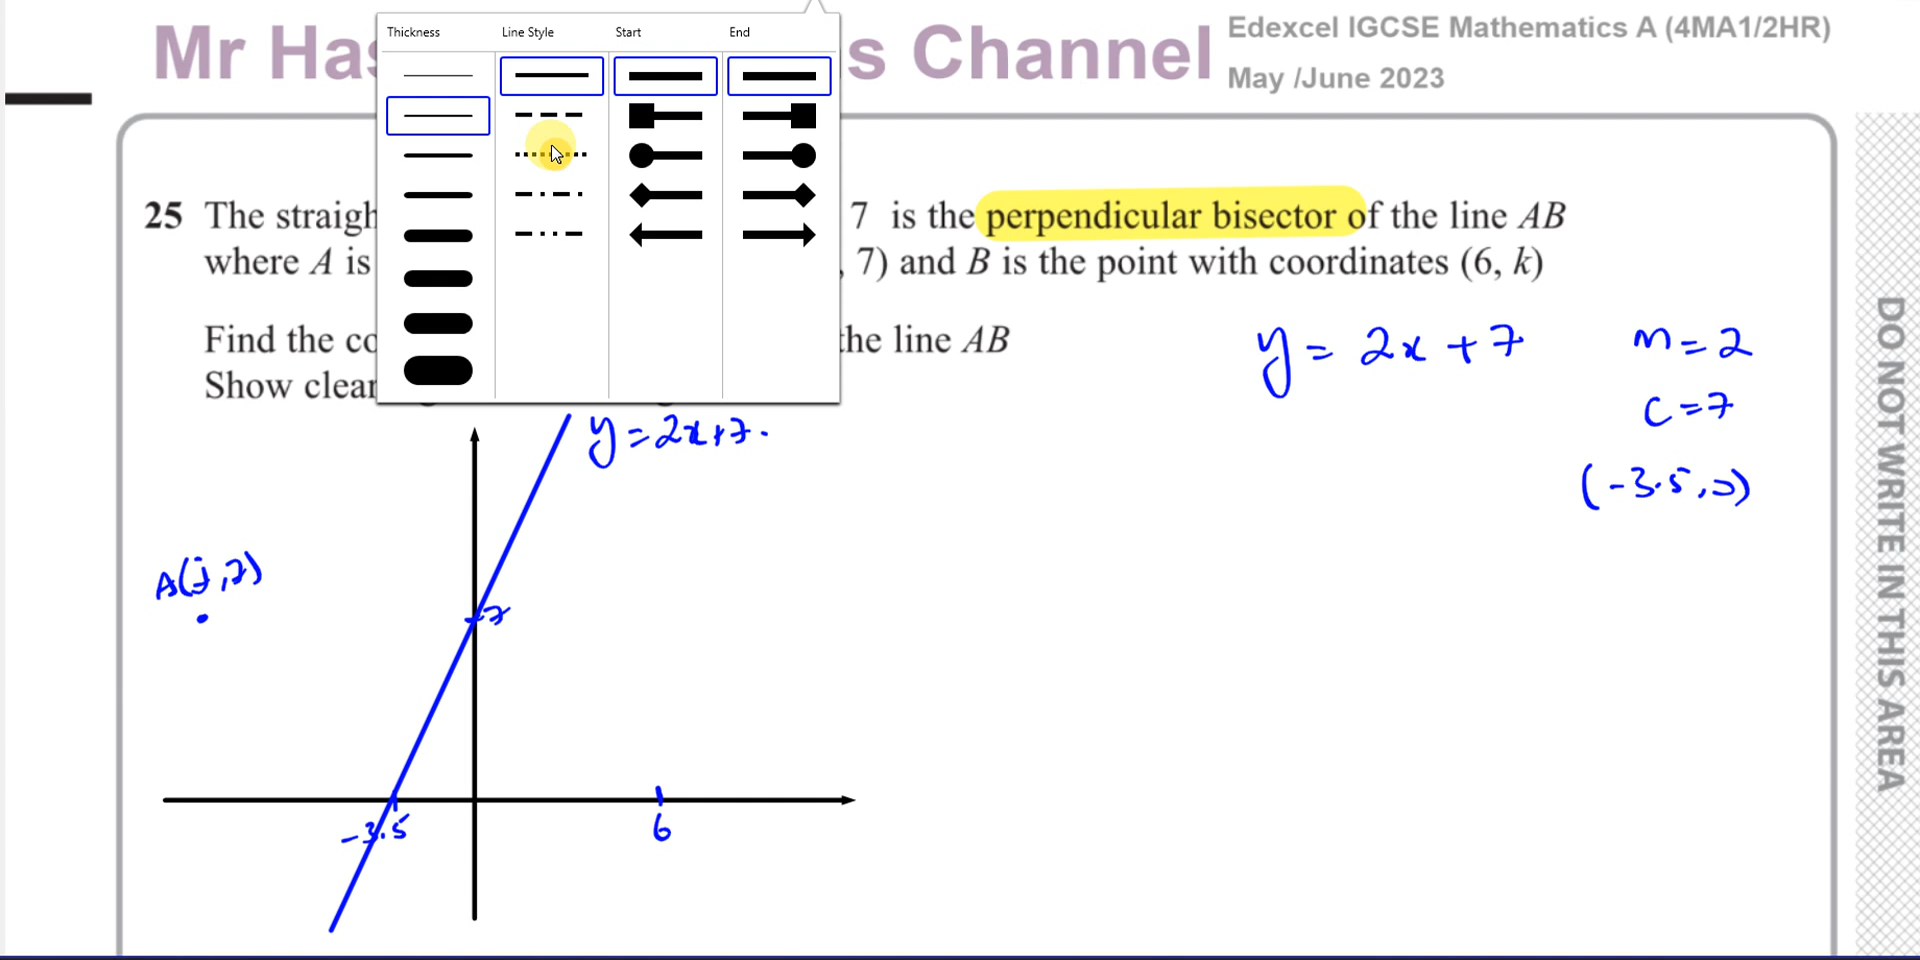 Mr Has
s Channel
Edexcel IGCSE Mathematics A (4MA1/2HR)
May /June 2023
Thickness Line Style Start End
25 The straigh 7 is the perpendicular bisector of the line AB
where A is , 7) and B is the point with coordinates (6, k)
Find the co the line AB
Show clear
y = 2x + 7
m = 2
c = 7
(-3.5, 0)
y = 2x+7.
A(j, 7)
7
-3.5
6
DO NOT WRITE IN THIS AREA